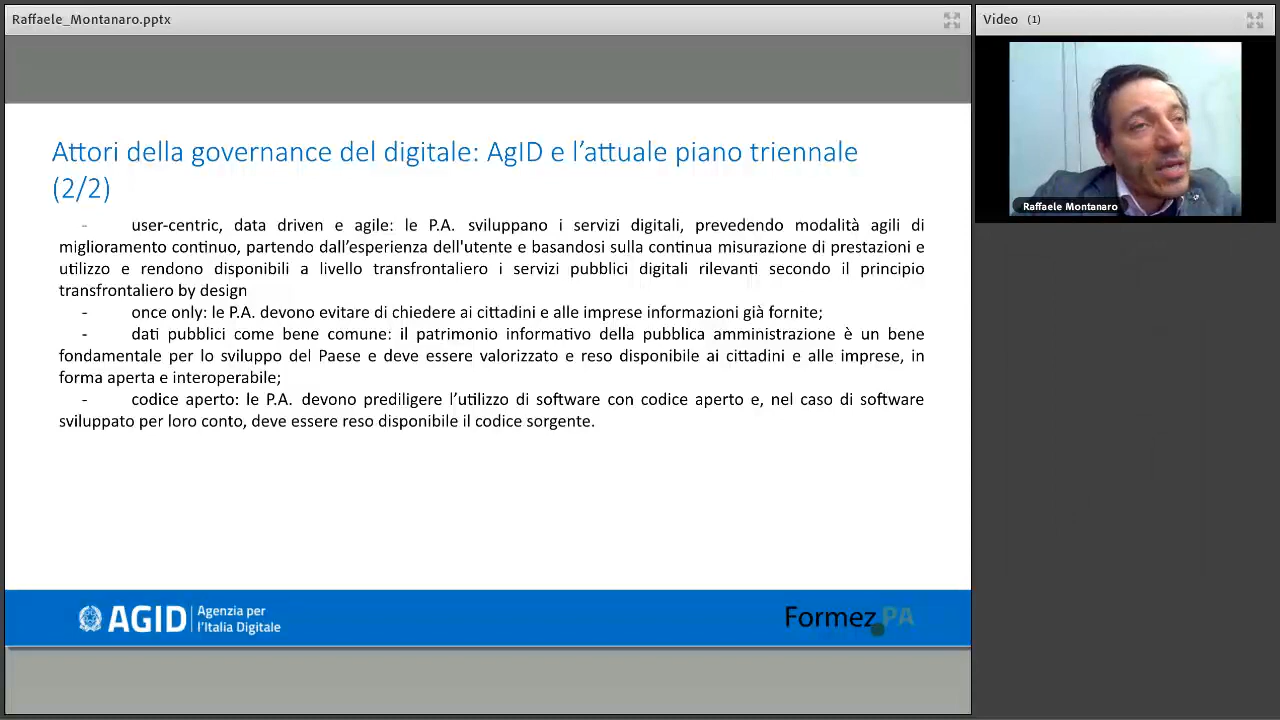 Raffaele_Montanaro.pptx
Video (1)
Attori della governance del digitale: AgID e l'attuale piano triennale
(2/2)
- user-centric, data driven e agile: le P.A. sviluppano i servizi digitali, prevedendo modalità agili di
miglioramento continuo, partendo dall'esperienza dell'utente e basandosi sulla continua misurazione di prestazioni e
utilizzo e rendono disponibili a livello transfrontaliero i servizi pubblici digitali rilevanti secondo il principio
transfrontaliero by design
- once only: le P.A. devono evitare di chiedere ai cittadini e alle imprese informazioni già fornite;
- dati pubblici come bene comune: il patrimonio informativo della pubblica amministrazione è un bene
fondamentale per lo sviluppo del Paese e deve essere valorizzato e reso disponibile ai cittadini e alle imprese, in
forma aperta e interoperabile;
- codice aperto: le P.A. devono prediligere l'utilizzo di software con codice aperto e, nel caso di software
sviluppato per loro conto, deve essere reso disponibile il codice sorgente.
Raffaele Montanaro
AGID
Agenzia per
l'Italia Digitale
Formez PA